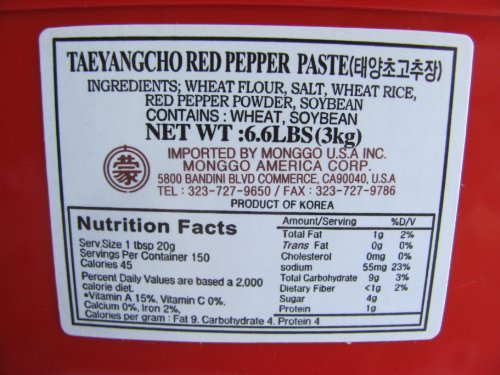 TAEYANGCHO RED PEPPER PASTE(태양초고추장)
INGREDIENTS; WHEAT FLOUR, SALT, WHEAT RICE,
RED PEPPER POWDER, SOYBEAN
CONTAINS : WHEAT, SOYBEAN
NET WT :6.6LBS(3kg)
蒙
IMPORTED BY MONGGO U.S.A INC.
MONGGO AMERICA CORP.
5800 BANDINI BLVD COMMERCE, CA90040, U.S.A
TEL : 323-727-9650 / FAX : 323-727-9786
PRODUCT OF KOREA
Nutrition Facts
Serv.Size 1 tbsp 20g
Servings Per Container 150
Calories 45
Percent Daily Values are based a 2,000
calorie diet.
•Vitamin A 15%, Vitamin C 0%,
Calcium 0%, Iron 2%,
Calories per gram : Fat 9, Carbohydrate 4, Protein 4
Amount/Serving %D/V
Total Fat 1g 2%
Trans Fat 0g 0%
Cholesterol 0mg 0%
sodium 55mg 23%
Total Carbohydrate 9g 3%
Dietary Fiber <1g 2%
Sugar 4g
Protein 1g